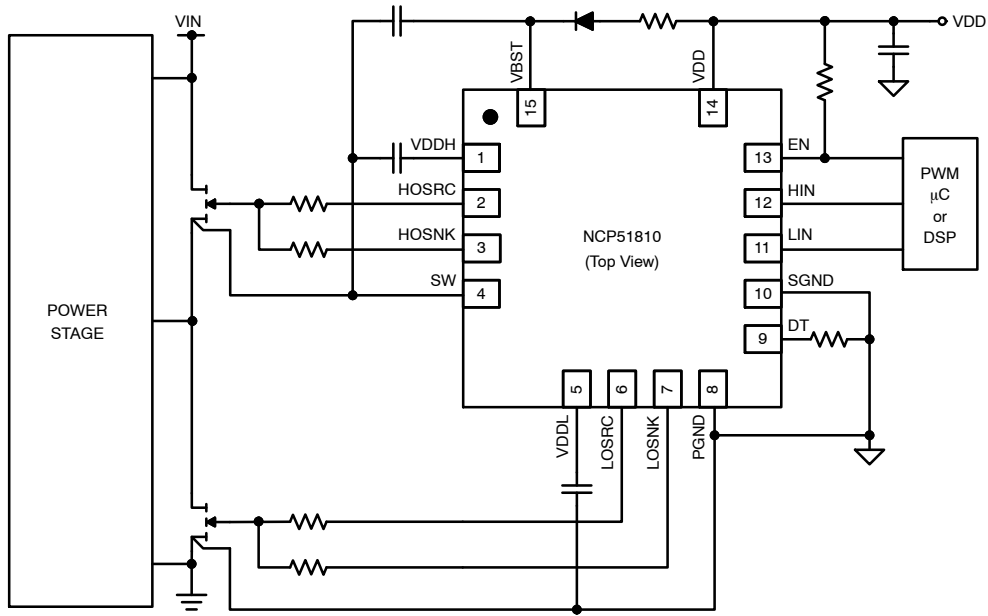 VIN
VDD
VBST
VDD
15
14
VDDH
1
HOSRC
2
HOSNK
3
SW
4
NCP51810
(Top View)
13
EN
12
HIN
11
LIN
10
SGND
9
DT
PWM
μC
or
DSP
POWER
STAGE
5
6
7
8
VDDL
LOSRC
LOSNK
PGND